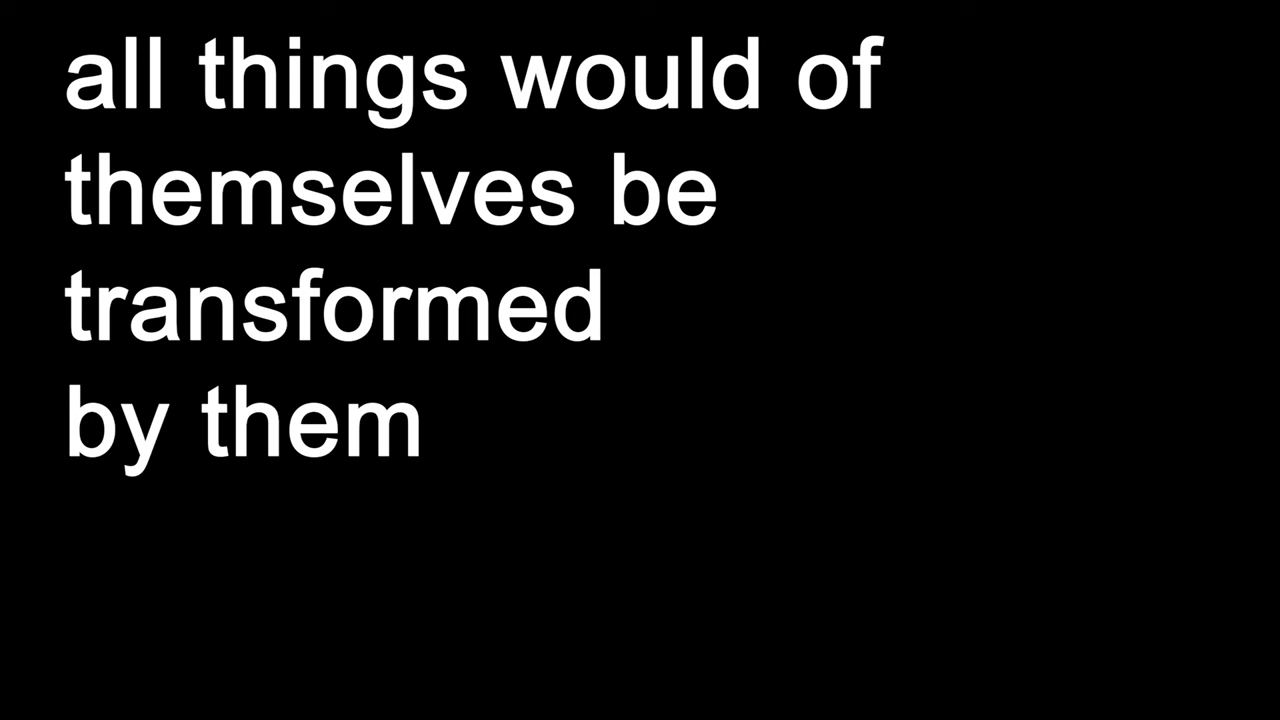 all things would of
themselves be
transformed
by them